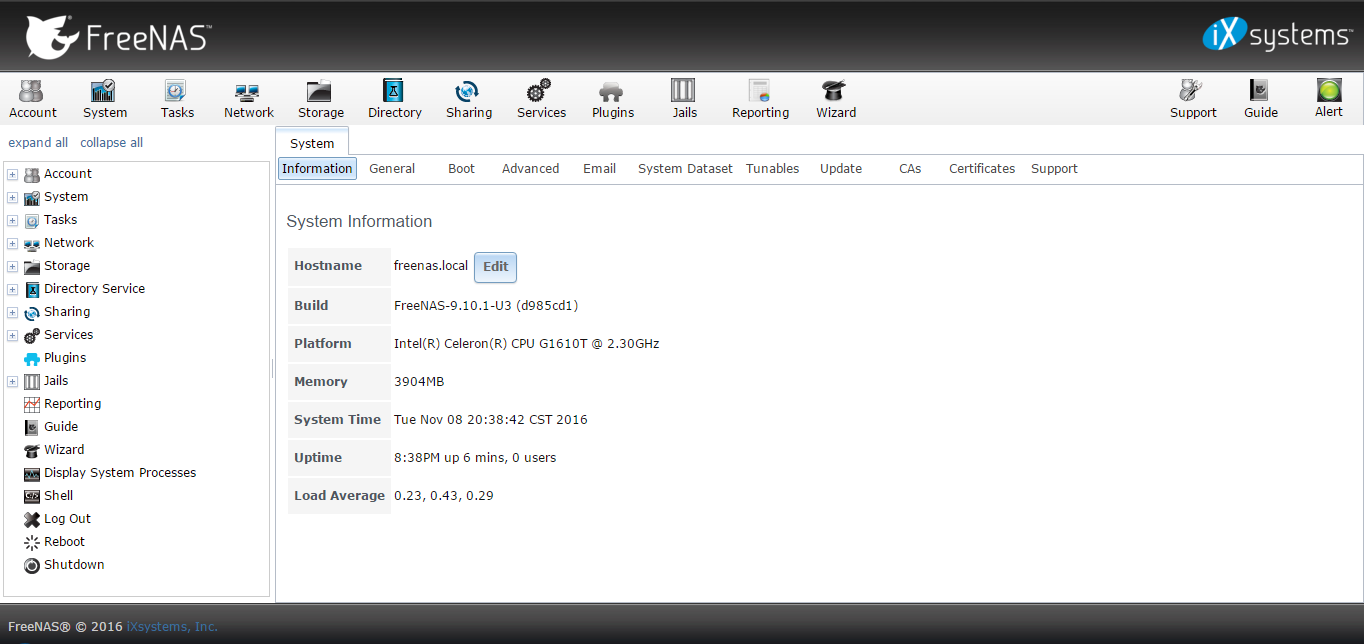 FreeNAS™
iXsystems™
Account System Tasks Network Storage Directory Sharing Services Plugins Jails Reporting Wizard Support Guide Alert
expand all collapse all
System
Information General Boot Advanced Email System Dataset Tunables Update CAs Certificates Support
Account
System
Tasks
Network
Storage
Directory Service
Sharing
Services
Plugins
Jails
Reporting
Guide
Wizard
Display System Processes
Shell
Log Out
Reboot
Shutdown
System Information
Hostname freenas.local Edit
Build FreeNAS-9.10.1-U3 (d985cd1)
Platform Intel(R) Celeron(R) CPU G1610T @ 2.30GHz
Memory 3904MB
System Time Tue Nov 08 20:38:42 CST 2016
Uptime 8:38PM up 6 mins, 0 users
Load Average 0.23, 0.43, 0.29
FreeNAS® © 2016 iXsystems, Inc.